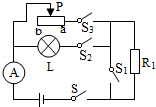 P
b a S₃
L S₂
A S₁ R₁
S